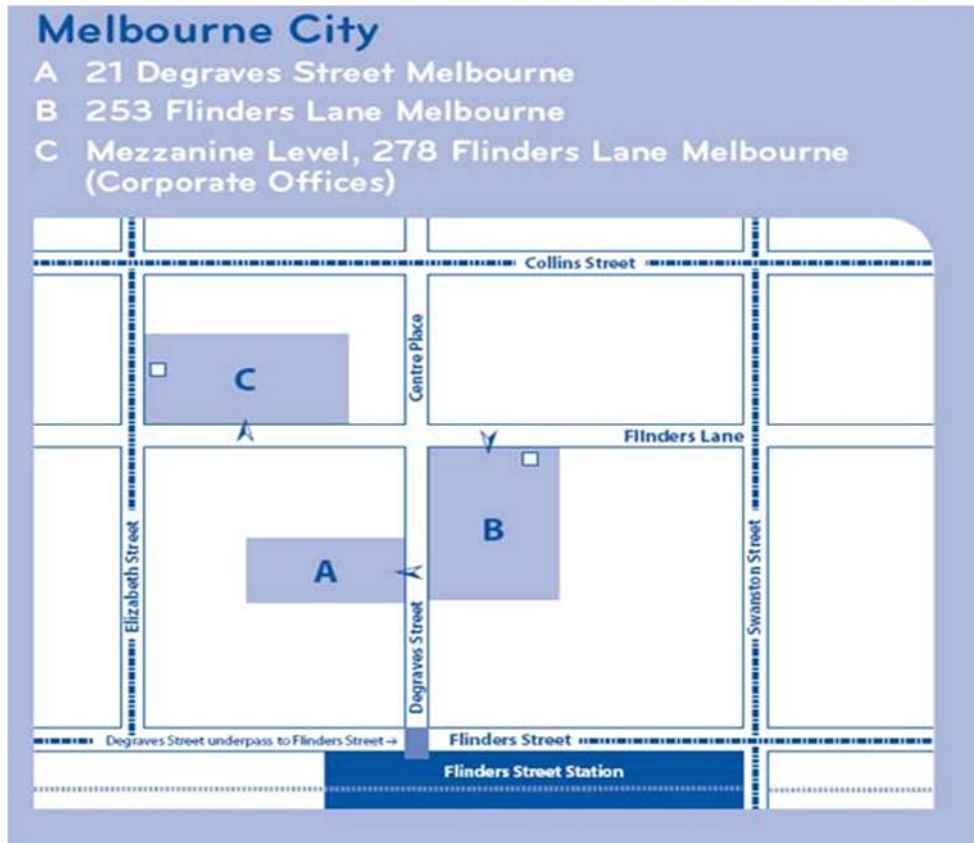 Melbourne City
A 21 Degraves Street Melbourne
B 253 Flinders Lane Melbourne
C Mezzanine Level, 278 Flinders Lane Melbourne
(Corporate Offices)
Collins Street
Centre Place
C
Flinders Lane
B
A
Elizabeth Street
Degraves Street
Swanston Street
Degraves Street underpass to Flinders Street →
Flinders Street
Flinders Street Station